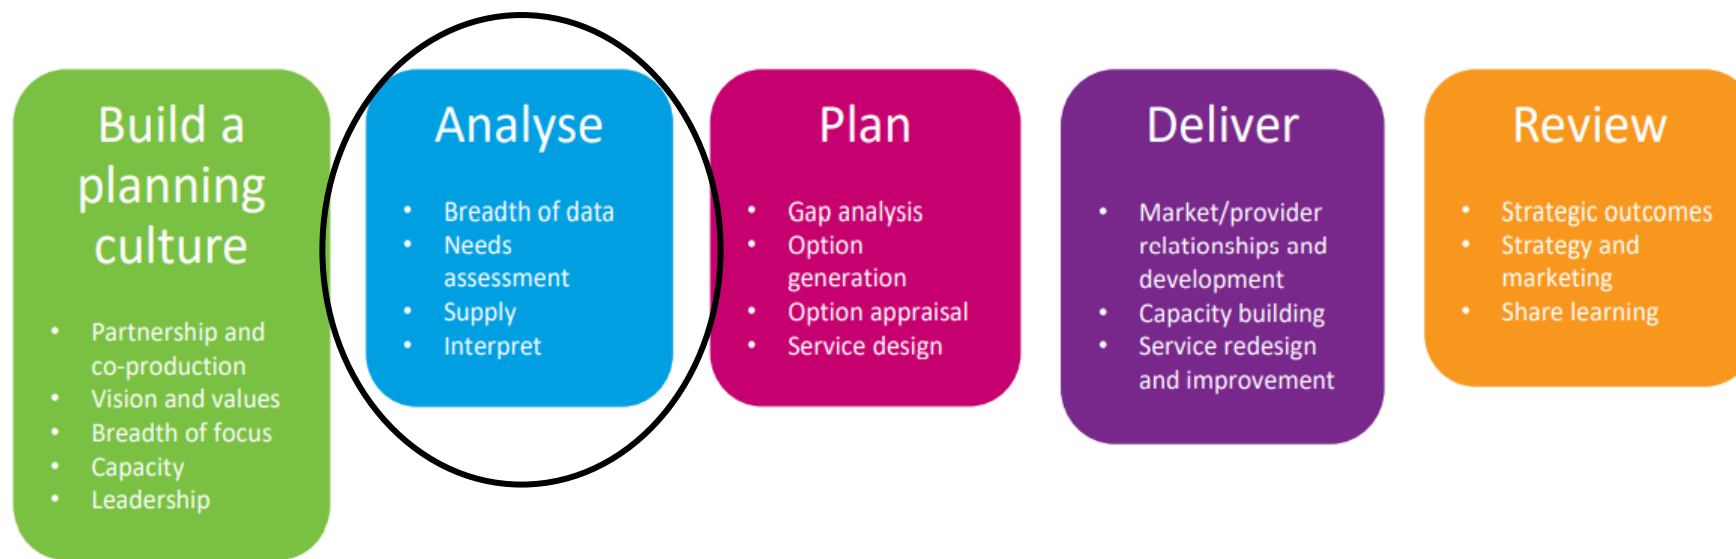 Build a
planning
culture
• Partnership and
co-production
• Vision and values
• Breadth of focus
• Capacity
• Leadership
Analyse
• Breadth of data
• Needs
assessment
• Supply
• Interpret
Plan
• Gap analysis
• Option
generation
• Option appraisal
• Service design
Deliver
• Market/provider
relationships and
development
• Capacity building
• Service redesign
and improvement
Review
• Strategic outcomes
• Strategy and
marketing
• Share learning